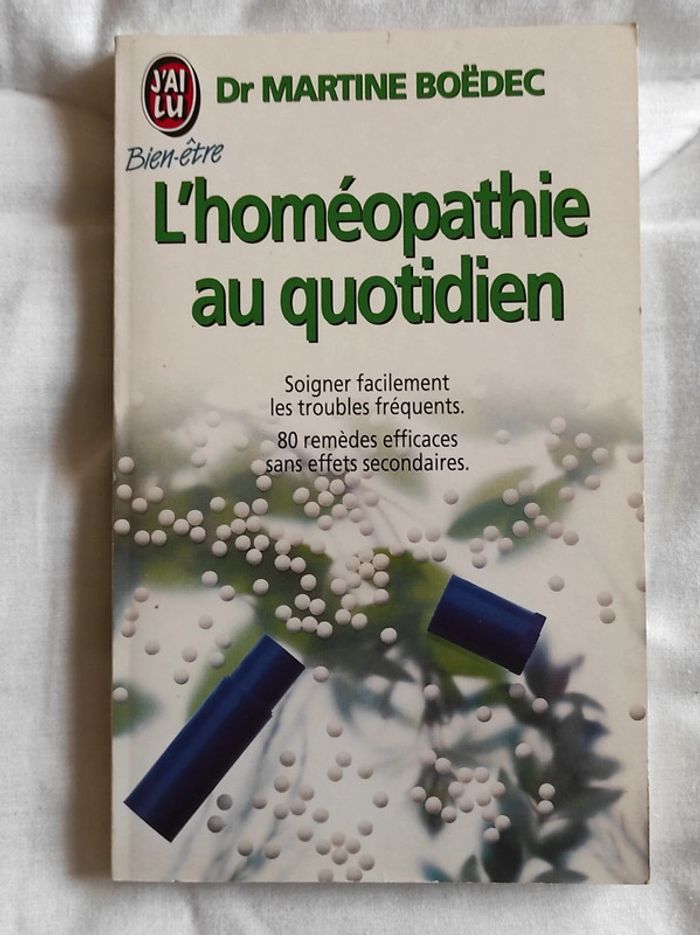 J'AI
LU
Dr MARTINE BOËDEC
Bien-être
L'homéopathie
au quotidien
Soigner facilement
les troubles fréquents.
80 remèdes efficaces
sans effets secondaires.